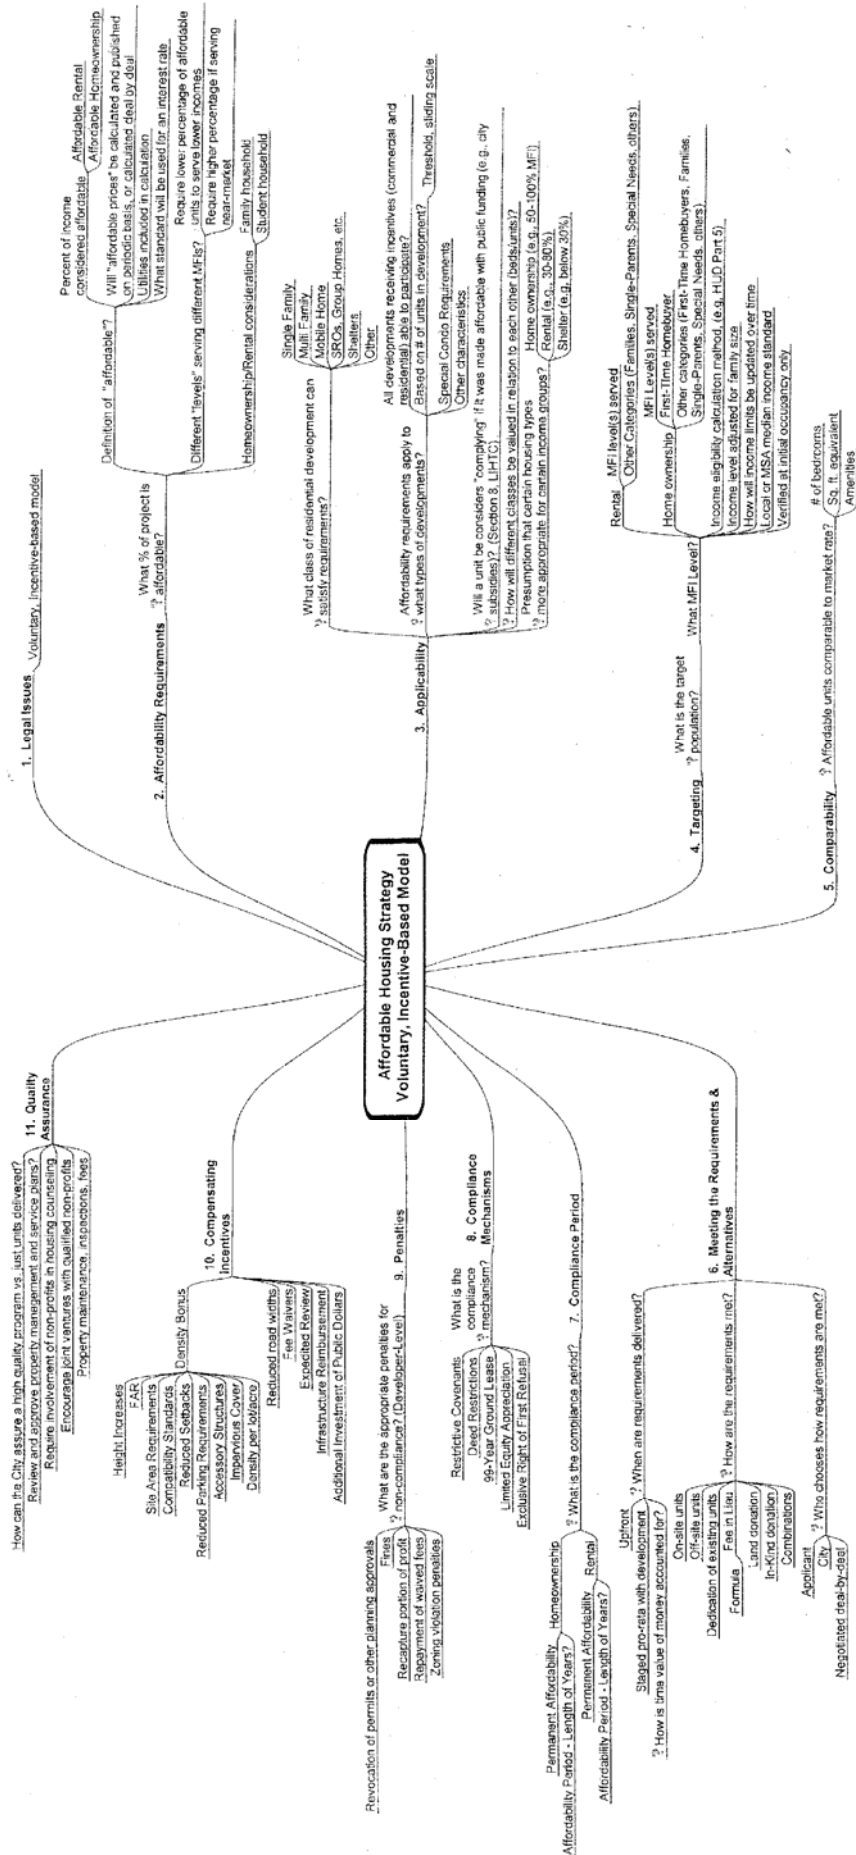 Affordable Housing Strategy
Voluntary, Incentive-Based Model
1. Legal Issues
Voluntary, Incentive-based model
2. Affordability Requirements
What % of project is
? affordable?
Definition of "affordable"?
Percent of income
considered affordable
Affordable Rental
Affordable Homeownership
Will "affordable prices" be calculated and published
on periodic basis, or calculated deal by deal
Utilities included in calculation
What standard will be used for an interest rate
Different "levels" serving different MFIs?
Require lower percentage of affordable
units to serve lower incomes
Require higher percentage if serving
near-market
Homeownership/Rental considerations
Family household
Student household
3. Applicability
What class of residential development can
? satisfy requirements?
Single Family
Multi Family
Mobile Home
SROs, Group Homes, etc.
Shelters
Other
Affordability requirements apply to
? what types of developments?
All developments receiving incentives (commercial and
residential) able to participate?
Based on # of units in development?
Threshold, sliding scale
Special Condo Requirements
Other characteristics
Will a unit be considers "complying" if it was made affordable with public funding (e.g., city
? subsidies)? (Section 8, LIHTC)
? How will different classes be valued in relation to each other (beds/units)?
Presumption that certain housing types
? more appropriate for certain income groups?
Home ownership (e.g., 50-100% MFI)
Rental (e.g., 30-80%)
Shelter (e.g. below 30%)
4. Targeting
What is the target
? population?
What MFI Level?
Rental
MFI level(s) served
Other Categories (Families, Single-Parents, Special Needs, others)
Home ownership
MFI Level(s) served
First-Time Homebuyer
Other categories (First-Time Homebuyers, Families,
Single-Parents, Special Needs, others)
Income eligibility calculation method, (e.g. HUD Part 5)
Income level adjusted for family size
How will income limits be updated over time
Local or MSA median income standard
Verified at initial occupancy only
5. Comparability
? Affordable units comparable to market rate?
# of bedrooms
Sq. ft. equivalent
Amenities
6. Meeting the Requirements &
Alternatives
? When are requirements delivered?
Upfront
Staged pro-rata with development
? How is time value of money accounted for?
? How are the requirements met?
On-site units
Off-site units
Dedication of existing units
Fee in Lieu
Formula
Land donation
In-Kind donation
Combinations
? Who chooses how requirements are met?
Applicant
City
Negotiated deal-by-deal
7. Compliance Period
? What is the compliance period?
Homeownership
Permanent Affordability
Affordability Period - Length of Years?
Rental
Permanent Affordability
Affordability Period - Length of Years?
8. Compliance
Mechanisms
What is the
compliance
? mechanism?
Restrictive Covenants
Deed Restrictions
99-Year Ground Lease
Limited Equity Appreciation
Exclusive Right of First Refusal
9. Penalties
What are the appropriate penalties for
? non-compliance? (Developer-Level)
Revocation of permits or other planning approvals
Fines
Recapture portion of profit
Repayment of waived fees
Zoning violation penalties
10. Compensating
Incentives
Density Bonus
Height Increases
FAR
Site Area Requirements
Compatibility Standards
Reduced Setbacks
Reduced Parking Requirements
Accessory Structures
Impervious Cover
Density per lot/acre
Reduced road widths
Fee Waivers
Expedited Review
Infrastructure Reimbursement
Additional Investment of Public Dollars
11. Quality
Assurance
How can the City assure a high quality program vs. just units delivered?
Review and approve property management and service plans?
Require involvement of non-profits in housing counseling
Encourage joint ventures with qualified non-profits
Property maintenance, inspections, fees